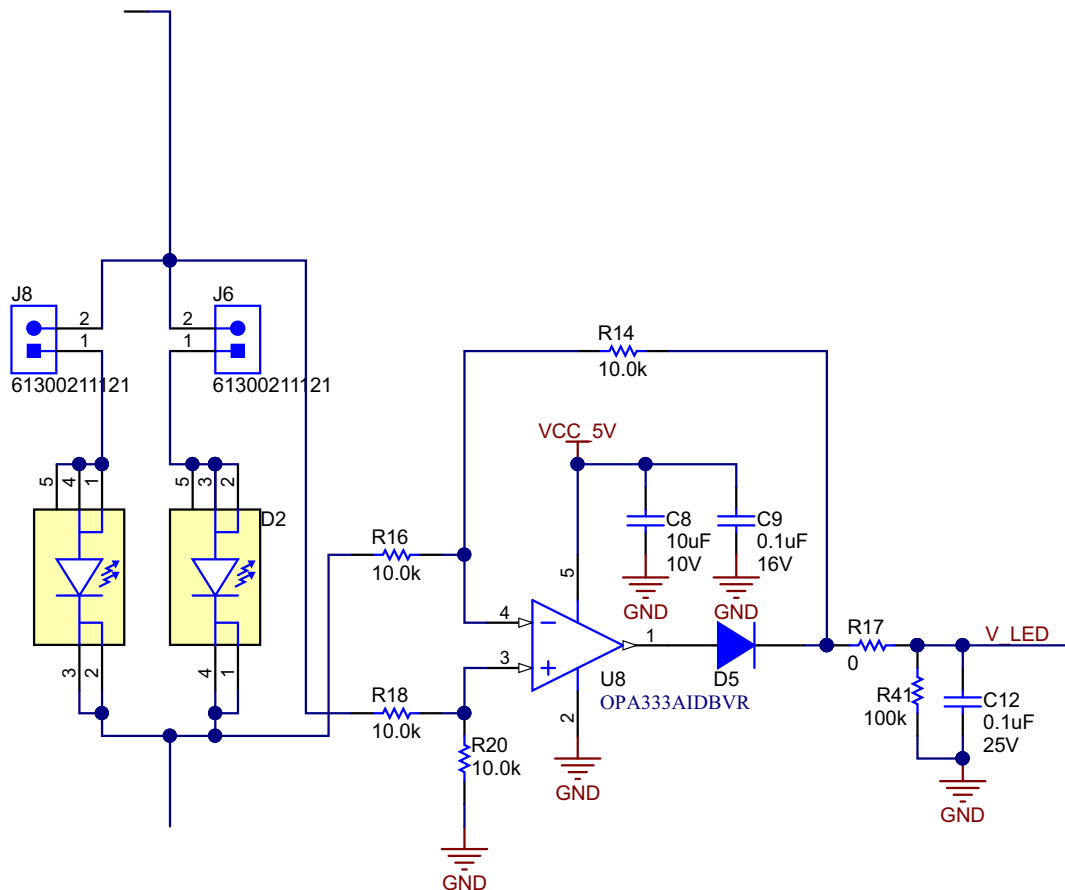 J8
2
1
61300211121
J6
2
1
61300211121
R14
10.0k
VCC_5V
5
4
1
5
3
2
D2
C8
10uF
10V
GND
C9
0.1uF
16V
GND
R16
10.0k
5
4
3
1
2
U8
OPA333AIDBVR
GND
D5
R17
0
V_LED
R41
100k
C12
0.1uF
25V
GND
3
2
4
1
R18
10.0k
R20
10.0k
GND